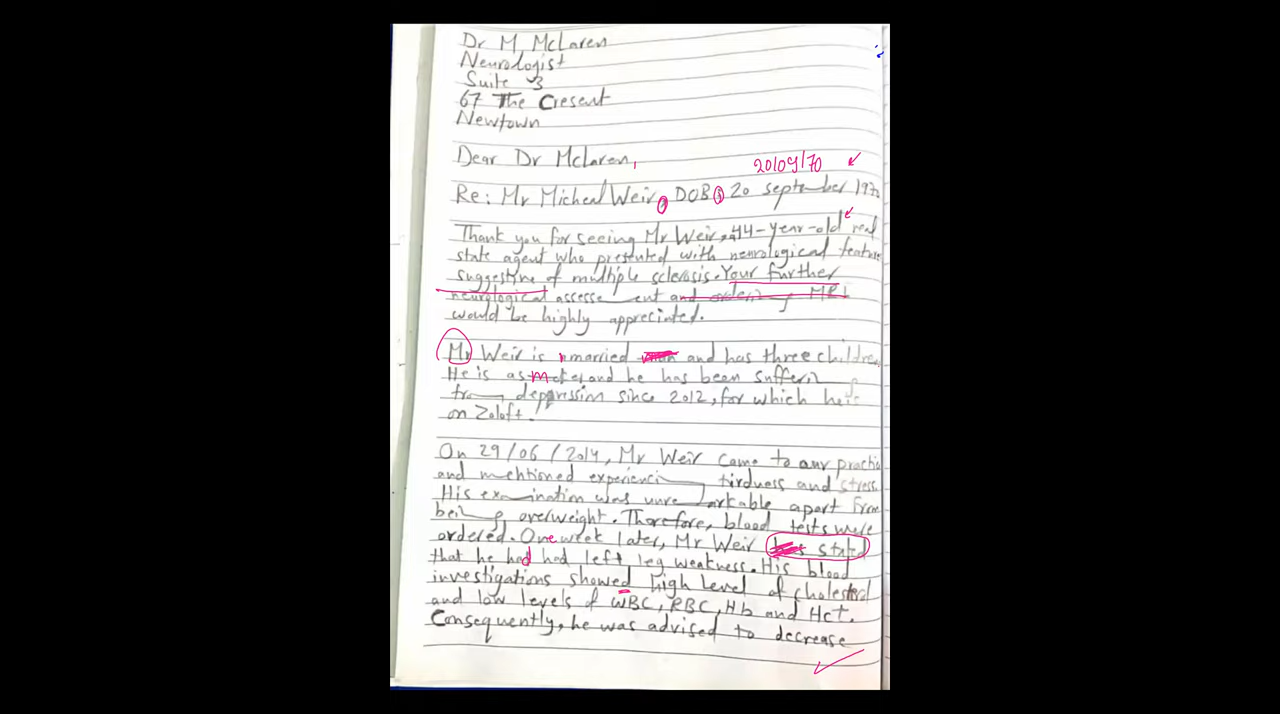 Dr M. McLaren
Neurologist
Suite 3
67 The Cresent
Newtown
Dear Dr McLaren,
20/09/70
Re: Mr Micheal Weir, DOB: 20 september 197
Thank you for seeing Mr Weir, 44-year-old real
state agent who presented with neurological feature
suggestive of multiple sclerosis. Your further
neurological assessement and ordering MRI
would be highly appreciated.
Mr Weir is married and has three children
He is a smoker and he has been suffering
from depression since 2012, for which he is
on Zoloft.
On 29/06/2014, Mr Weir came to our practic
and mentioned experiencing tirdness and stress
His examination was unremarkable apart from
being overweight. Therefore, blood tests were
ordered. One week later, Mr Weir stated
that he had had left leg weakness. His blood
investigations showed high level of cholesterol
and low levels of WBC, RBC, Hb and Hct.
Consequently, he was advised to decrease